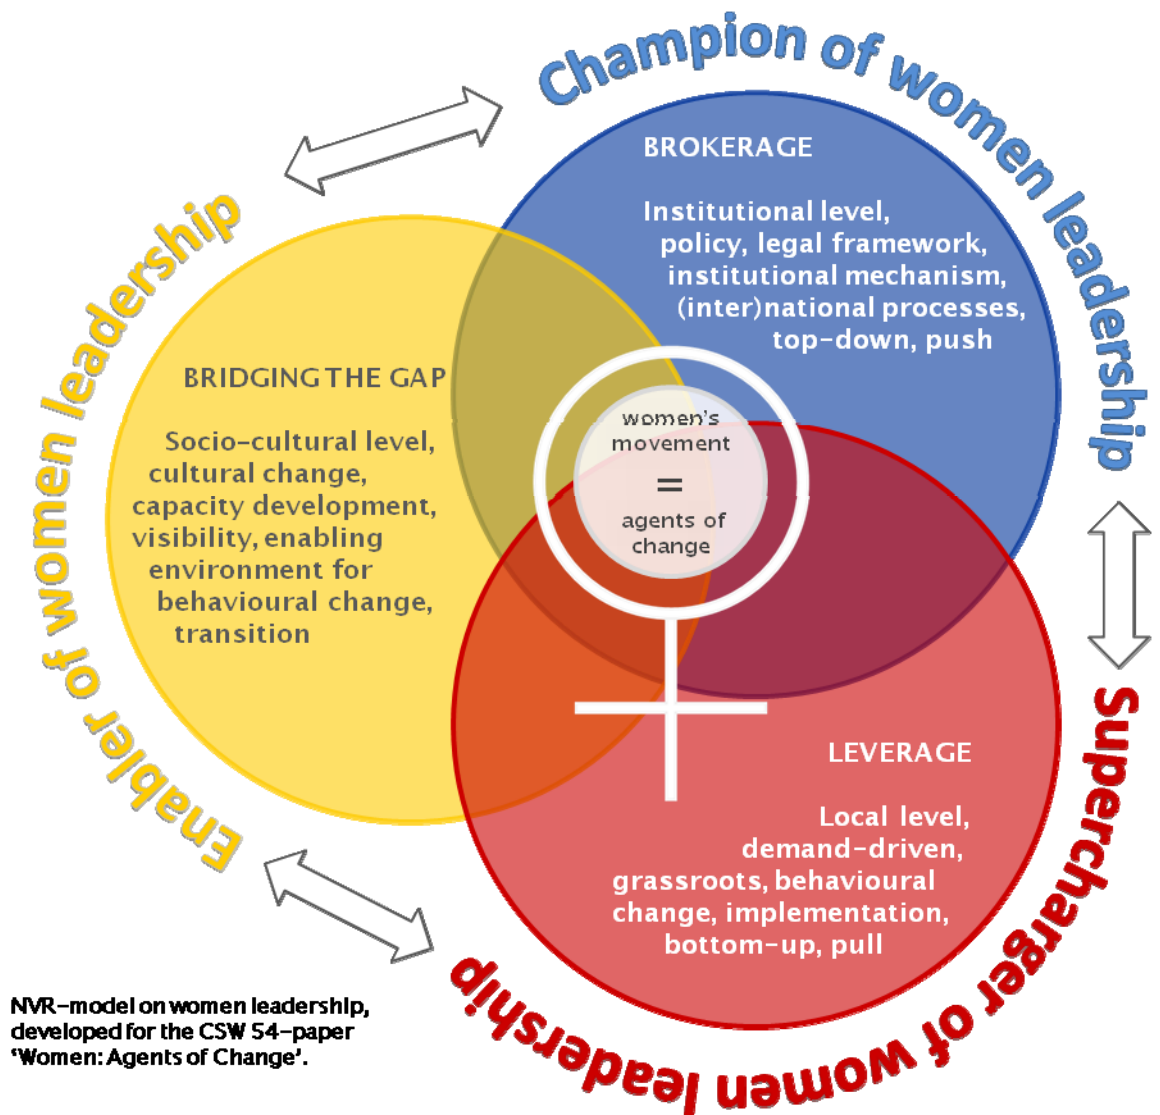 Champion of women leadership
BROKERAGE
Institutional level,
policy, legal framework,
institutional mechanism,
(inter)national processes,
top-down, push
Enabler of women leadership
BRIDGING THE GAP
Socio-cultural level,
cultural change,
capacity development,
visibility, enabling
environment for
behavioural change,
transition
women's
movement
=
agents of
change
LEVERAGE
Local level,
demand-driven,
grassroots, behavioural
change, implementation,
bottom-up, pull
Supercharger of women leadership
NVR-model on women leadership,
developed for the CSW 54-paper
'Women: Agents of Change'.